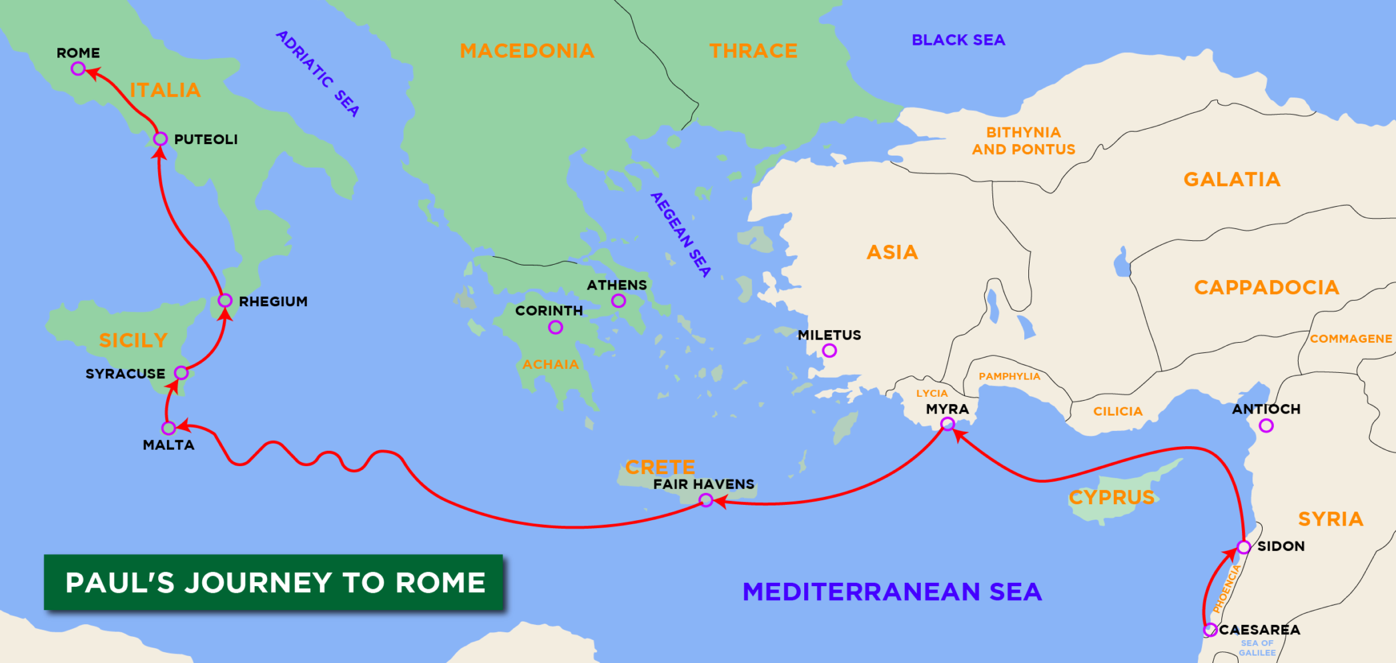 ROME
ITALIA
PUTEOLI
ADRIATIC SEA
MACEDONIA
THRACE
BLACK SEA
BITHYNIA
AND PONTUS
GALATIA
AEGEAN SEA
ASIA
CAPPADOCIA
COMMAGENE
RHEGIUM
SICILY
SYRACUSE
MALTA
ATHENS
CORINTH
ACHAIA
MILETUS
LYCIA
MYRA
PAMPHYLIA
CILICIA
ANTIOCH
CRETE
FAIR HAVENS
CYPRUS
SYRIA
SIDON
PHOENCIA
CAESAREA
SEA OF
GALILEE
MEDITERRANEAN SEA
PAUL'S JOURNEY TO ROME